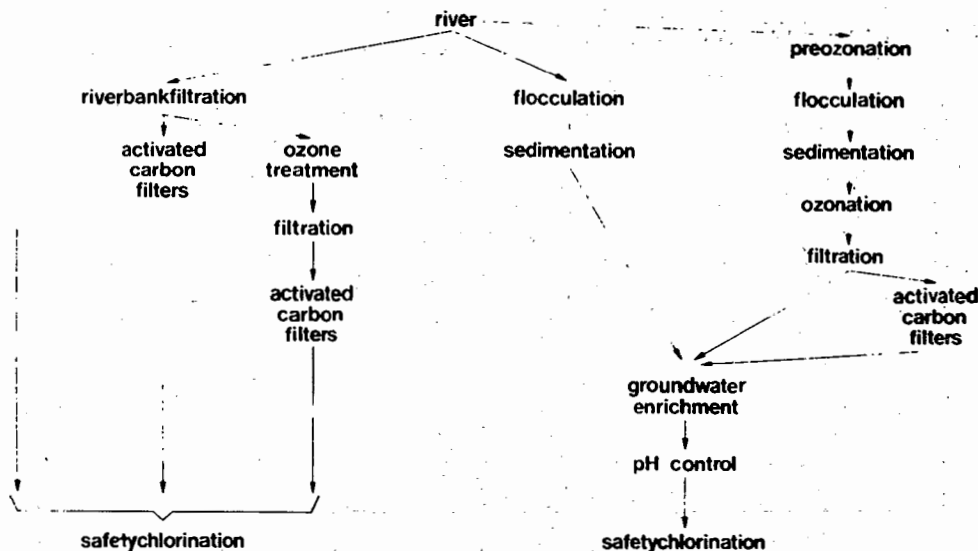 river
riverbankfiltration
activated
carbon
filters
ozone
treatment
filtration
activated
carbon
filters
safetychlorination
flocculation
sedimentation
preozonation
flocculation
sedimentation
ozonation
filtration
activated
carbon
filters
groundwater
enrichment
pH control
safetychlorination